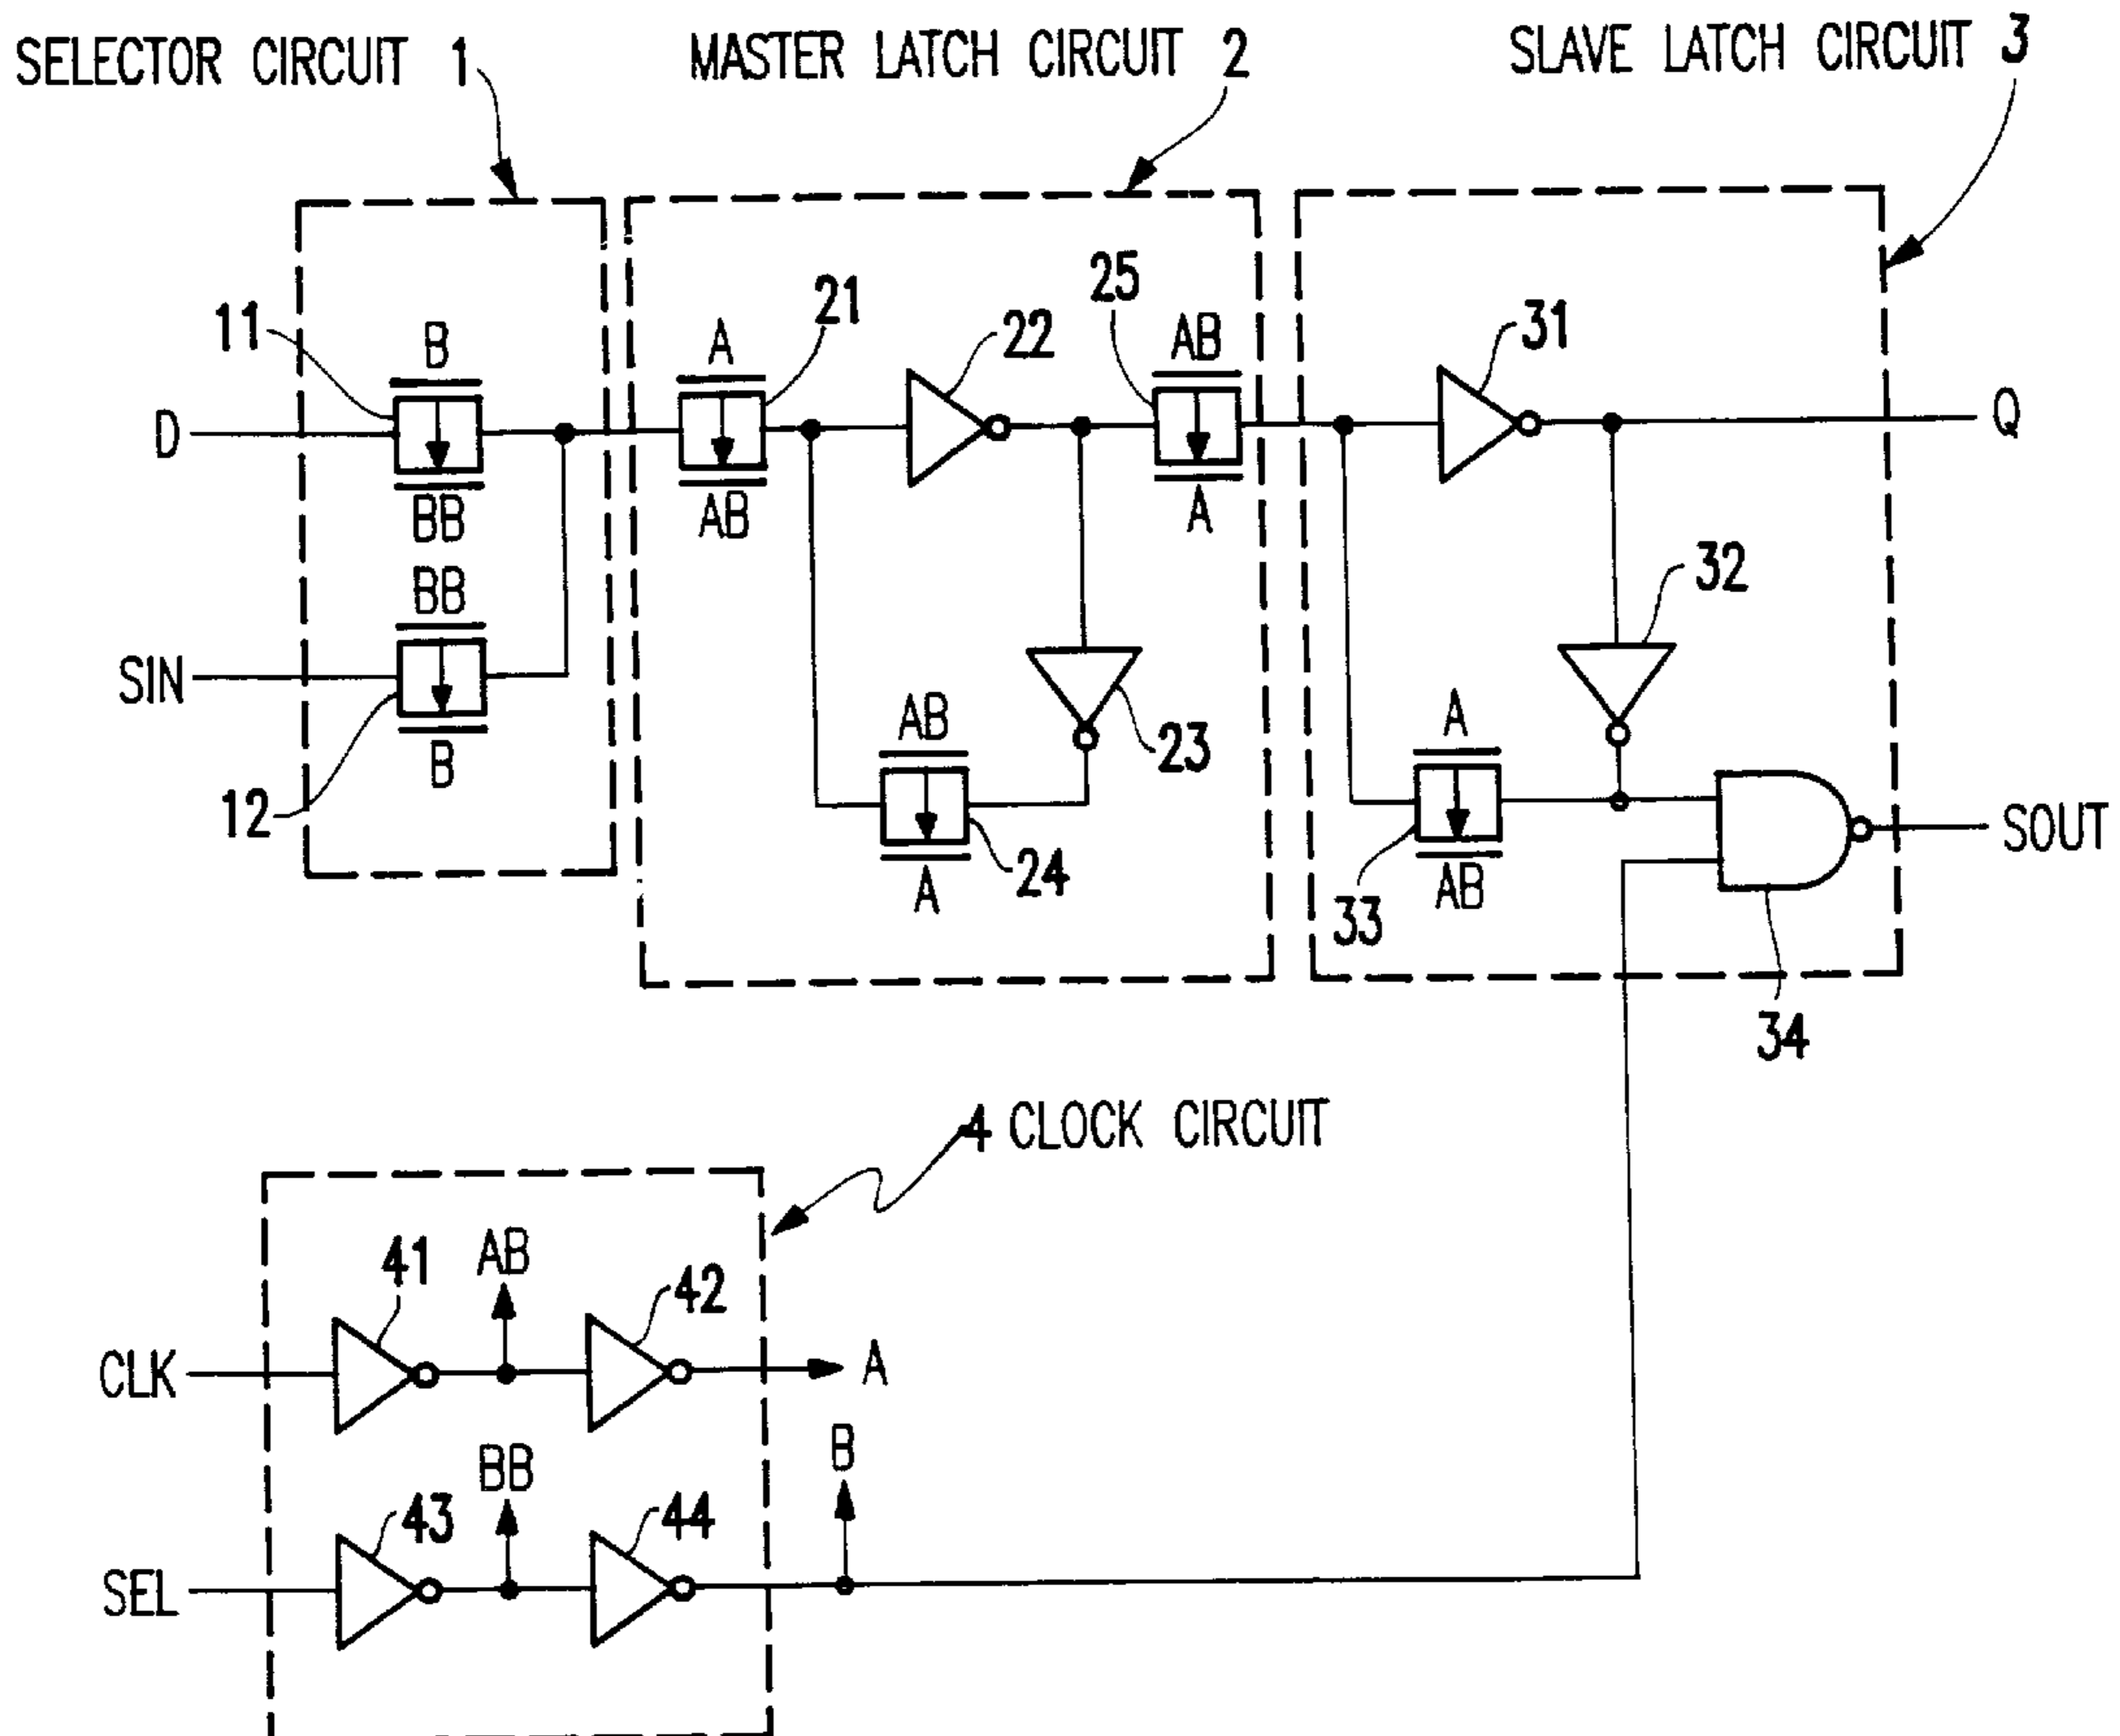 SELECTOR CIRCUIT 1
MASTER LATCH CIRCUIT 2
SLAVE LATCH CIRCUIT 3
11
B
D
BB
BB
SIN
B
12
A
21
AB
22
25
AB
A
23
AB
24
A
31
Q
32
A
33
AB
SOUT
34
4 CLOCK CIRCUIT
41
AB
42
CLK
A
43
BB
44
B
SEL